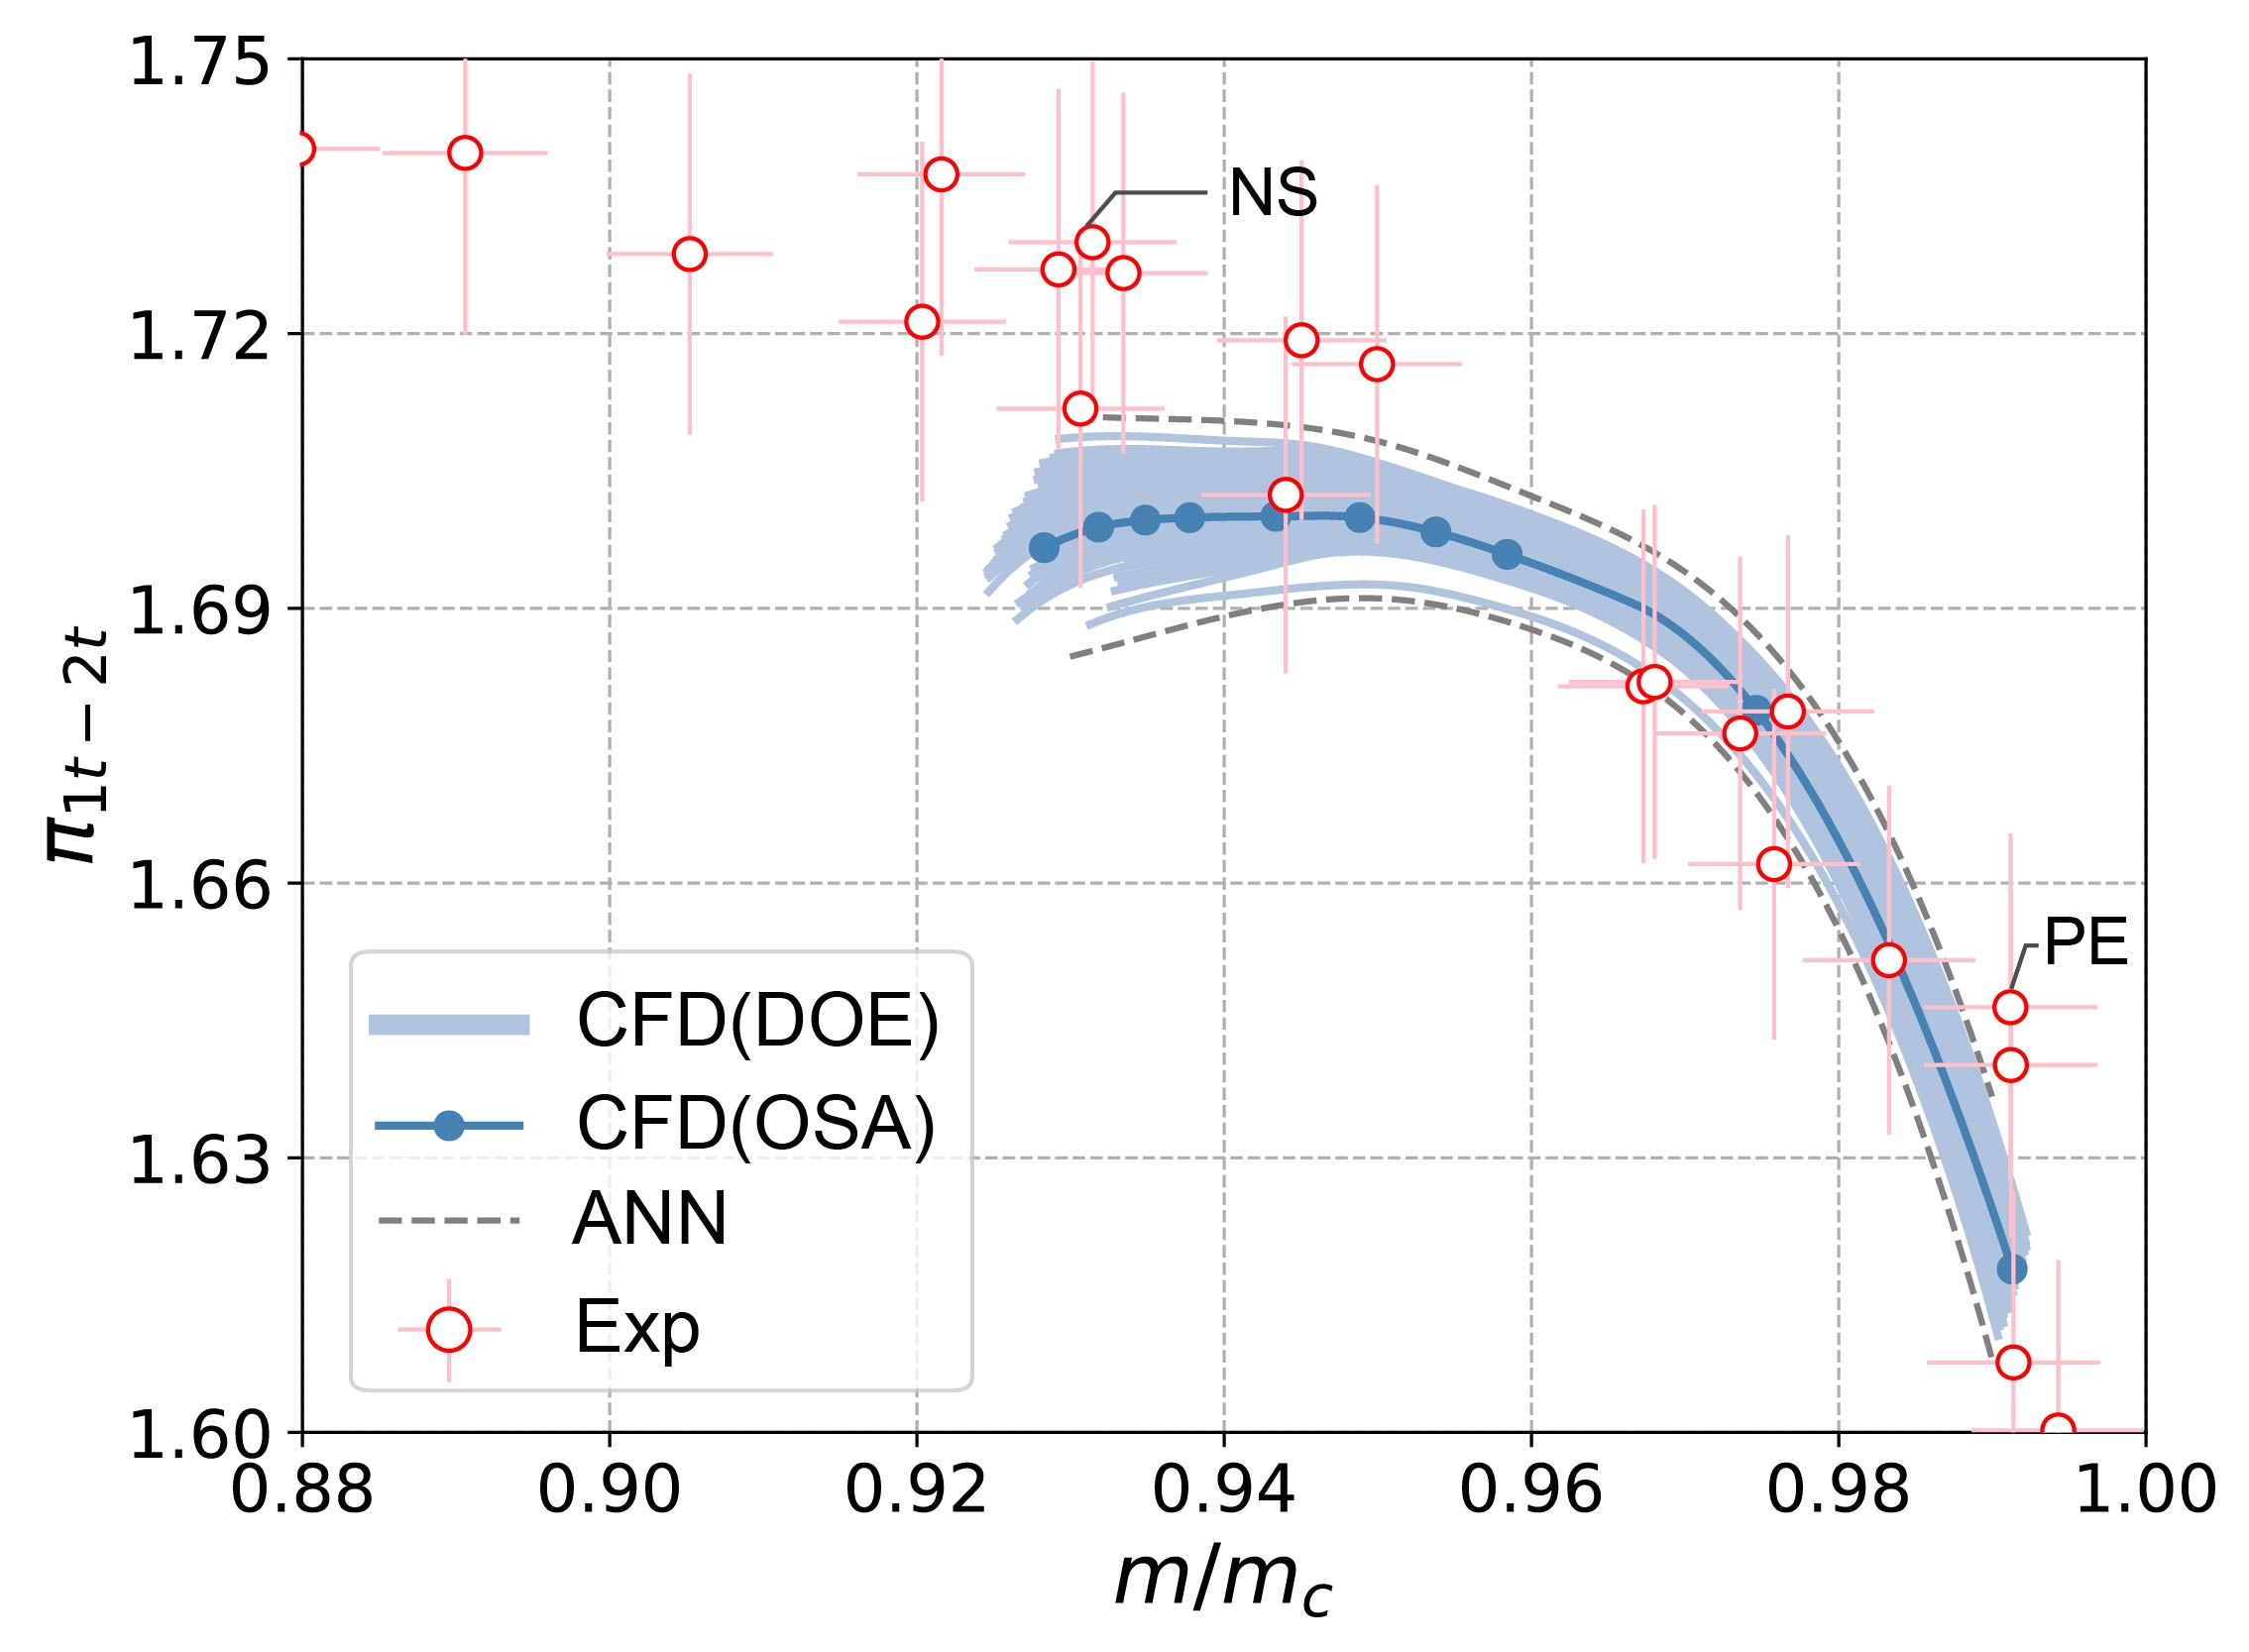 1.75
1.72
1.69
1.66
1.63
1.60
π1t − 2t
NS
PE
CFD(DOE)
CFD(OSA)
ANN
Exp
0.88 0.90 0.92 0.94 0.96 0.98 1.00
m/mc